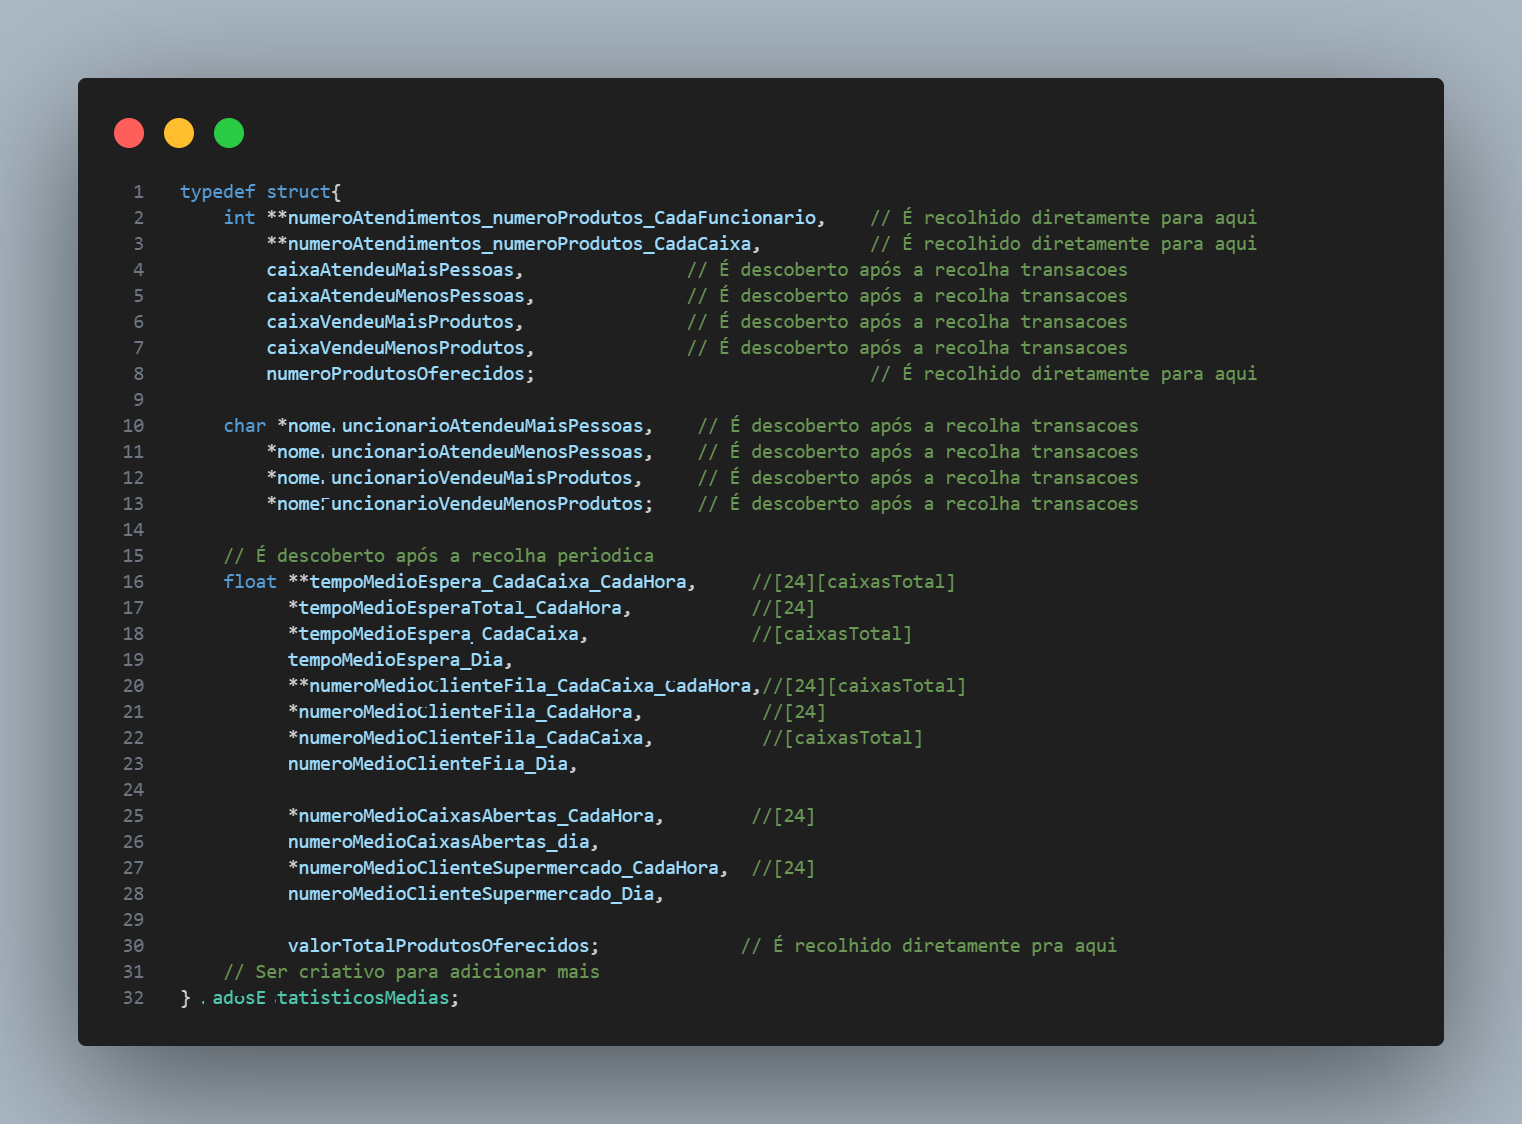 1 typedef struct{
2 int **numeroAtendimentos_numeroProdutos_CadaFuncionario, // É recolhido diretamente para aqui
3 **numeroAtendimentos_numeroProdutos_CadaCaixa, // É recolhido diretamente para aqui
4 caixaAtendeuMaisPessoas, // É descoberto após a recolha transacoes
5 caixaAtendeuMenosPessoas, // É descoberto após a recolha transacoes
6 caixaVendeuMaisProdutos, // É descoberto após a recolha transacoes
7 caixaVendeuMenosProdutos, // É descoberto após a recolha transacoes
8 numeroProdutosOferecidos; // É recolhido diretamente para aqui
9
10 char *nomeFuncionarioAtendeuMaisPessoas, // É descoberto após a recolha transacoes
11 *nomeFuncionarioAtendeuMenosPessoas, // É descoberto após a recolha transacoes
12 *nomeFuncionarioVendeuMaisProdutos, // É descoberto após a recolha transacoes
13 *nomeFuncionarioVendeuMenosProdutos; // É descoberto após a recolha transacoes
14
15 // É descoberto após a recolha periodica
16 float **tempoMedioEspera_CadaCaixa_CadaHora, //[24][caixasTotal]
17 *tempoMedioEsperaTotal_CadaHora, //[24]
18 *tempoMedioEspera_CadaCaixa, //[caixasTotal]
19 tempoMedioEspera_Dia,
20 **numeroMedioClienteFila_CadaCaixa_CadaHora,//[24][caixasTotal]
21 *numeroMedioClienteFila_CadaHora, //[24]
22 *numeroMedioClienteFila_CadaCaixa, //[caixasTotal]
23 numeroMedioClienteFila_Dia,
24
25 *numeroMedioCaixasAbertas_CadaHora, //[24]
26 numeroMedioCaixasAbertas_dia,
27 *numeroMedioClienteSupermercado_CadaHora, //[24]
28 numeroMedioClienteSupermercado_Dia,
29
30 valorTotalProdutosOferecidos; // É recolhido diretamente pra aqui
31 // Ser criativo para adicionar mais
32 } DadosEstatisticosMedias;